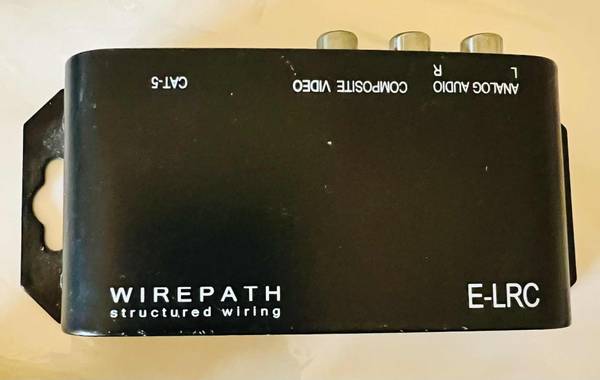 CAT-5
COMPOSITE VIDEO
ANALOG AUDIO
R L
WIREPATH
structured wiring
E-LRC